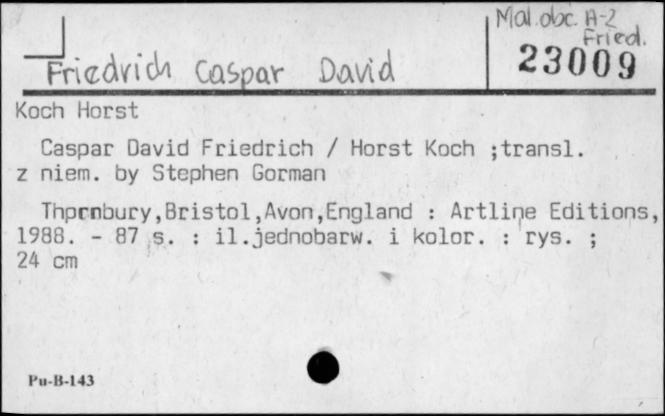 Mal. obc. A-2
Fried.
23009
Friedrich Caspar David
Koch Horst
Caspar David Friedrich / Horst Koch ;transl.
z niem. by Stephen Gorman
Thornbury,Bristol,Avon,England : Artline Editions,
1988. - 87 s. : il.jednobarw. i kolor. : rys. ;
24 cm
Pu-B-143